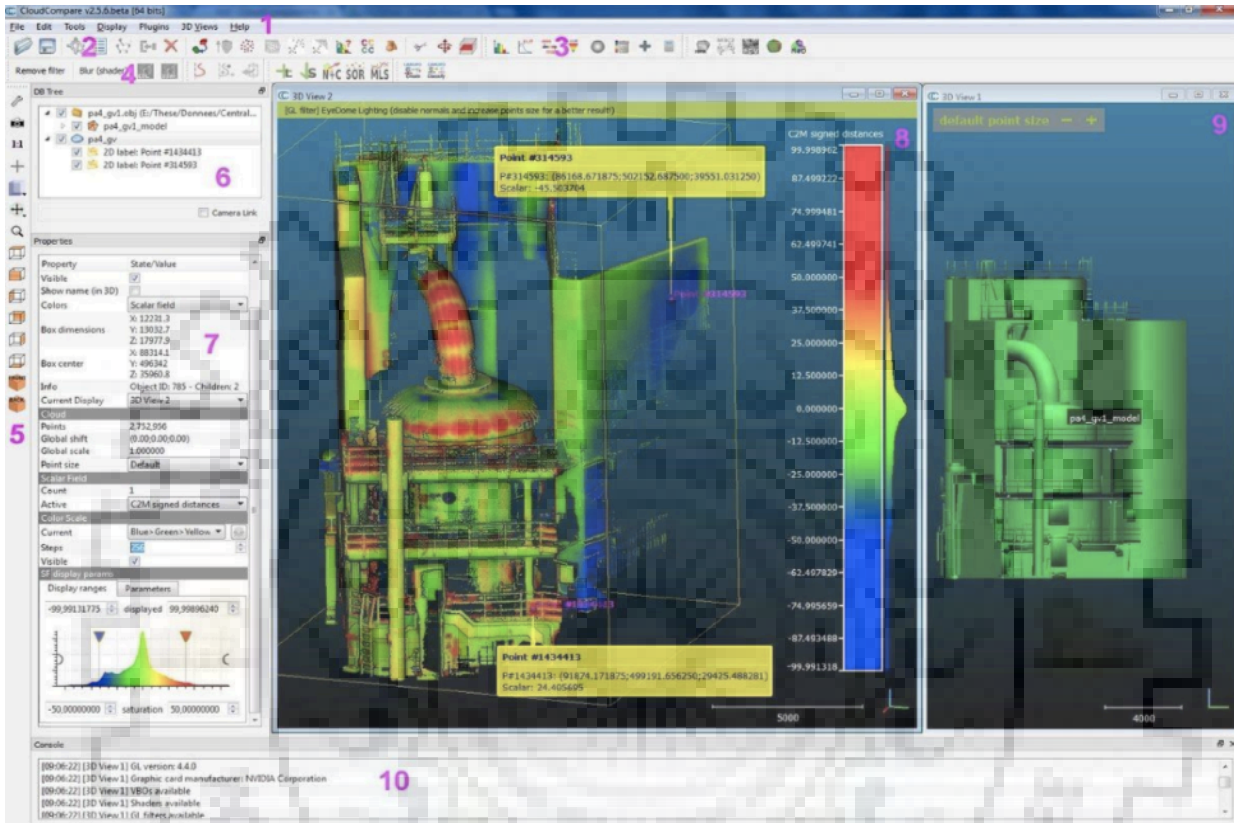 CloudCompare v2.5.6.beta [64 bits]
File Edit Tools Display Plugins 3D Views Help 1
2 3
SOR
N+C SOR MLS
Remove filter Blur (shader) 4
DB Tree
pa4_gv1.obj (E:/These/Donnees/Central...
pa4_gv1_model
pa4_gv
2D label: Point #1434413
2D label: Point #314593
6
Camera Link
1:1
5
Properties
Property State/Value
Visible
Show name (in 3D)
Colors Scalar field
Box dimensions X: 12231.3
Y: 13032.7
Z: 17977.9
Box center X: 88314.1
Y: 496342
Z: 35960.8
7
Info Object ID: 785 - Children: 2
Current Display 3D View 2
Cloud
Points 2,752,956
Global shift (0.00;0.00;0.00)
Global scale 1.000000
Point size Default
Scalar Field
Count 1
Active C2M signed distances
Color Scale
Current Blue>Green>Yellow
Steps 256
Visible
SF display params
Display ranges Parameters
-99,99131775 displayed 99,99896240
-50,00000000 saturation 50,00000000
3D View 2
[GL filter] EyeDome Lighting (disable normals and increase points size for a better result!)
Point #314593
P#314593: (86168.671875;502152.687500;39551.031250)
Scalar: -45.503704
Point #1434413
P#1434413: (91874.171875;499191.656250;29425.488281)
Scalar: 24.405695
C2M signed distances
8
99.998962
87.499222
74.999481
62.499741
50.000000
37.500000
25.000000
12.500000
0.000000
-12.500000
-25.000000
-37.500000
-50.000000
-62.497829
-74.995659
-87.493488
-99.991318
5000
3D View 1
default point size - +
9
pa4_gv1_model
4000
Console
[09:06:22] [3D View 1] GL version: 4.4.0
[09:06:22] [3D View 1] Graphic card manufacturer: NVIDIA Corporation
[09:06:22] [3D View 1] VBOs available
[09:06:22] [3D View 1] Shaders available
[09:06:22] [3D View 1] GL filters available
10